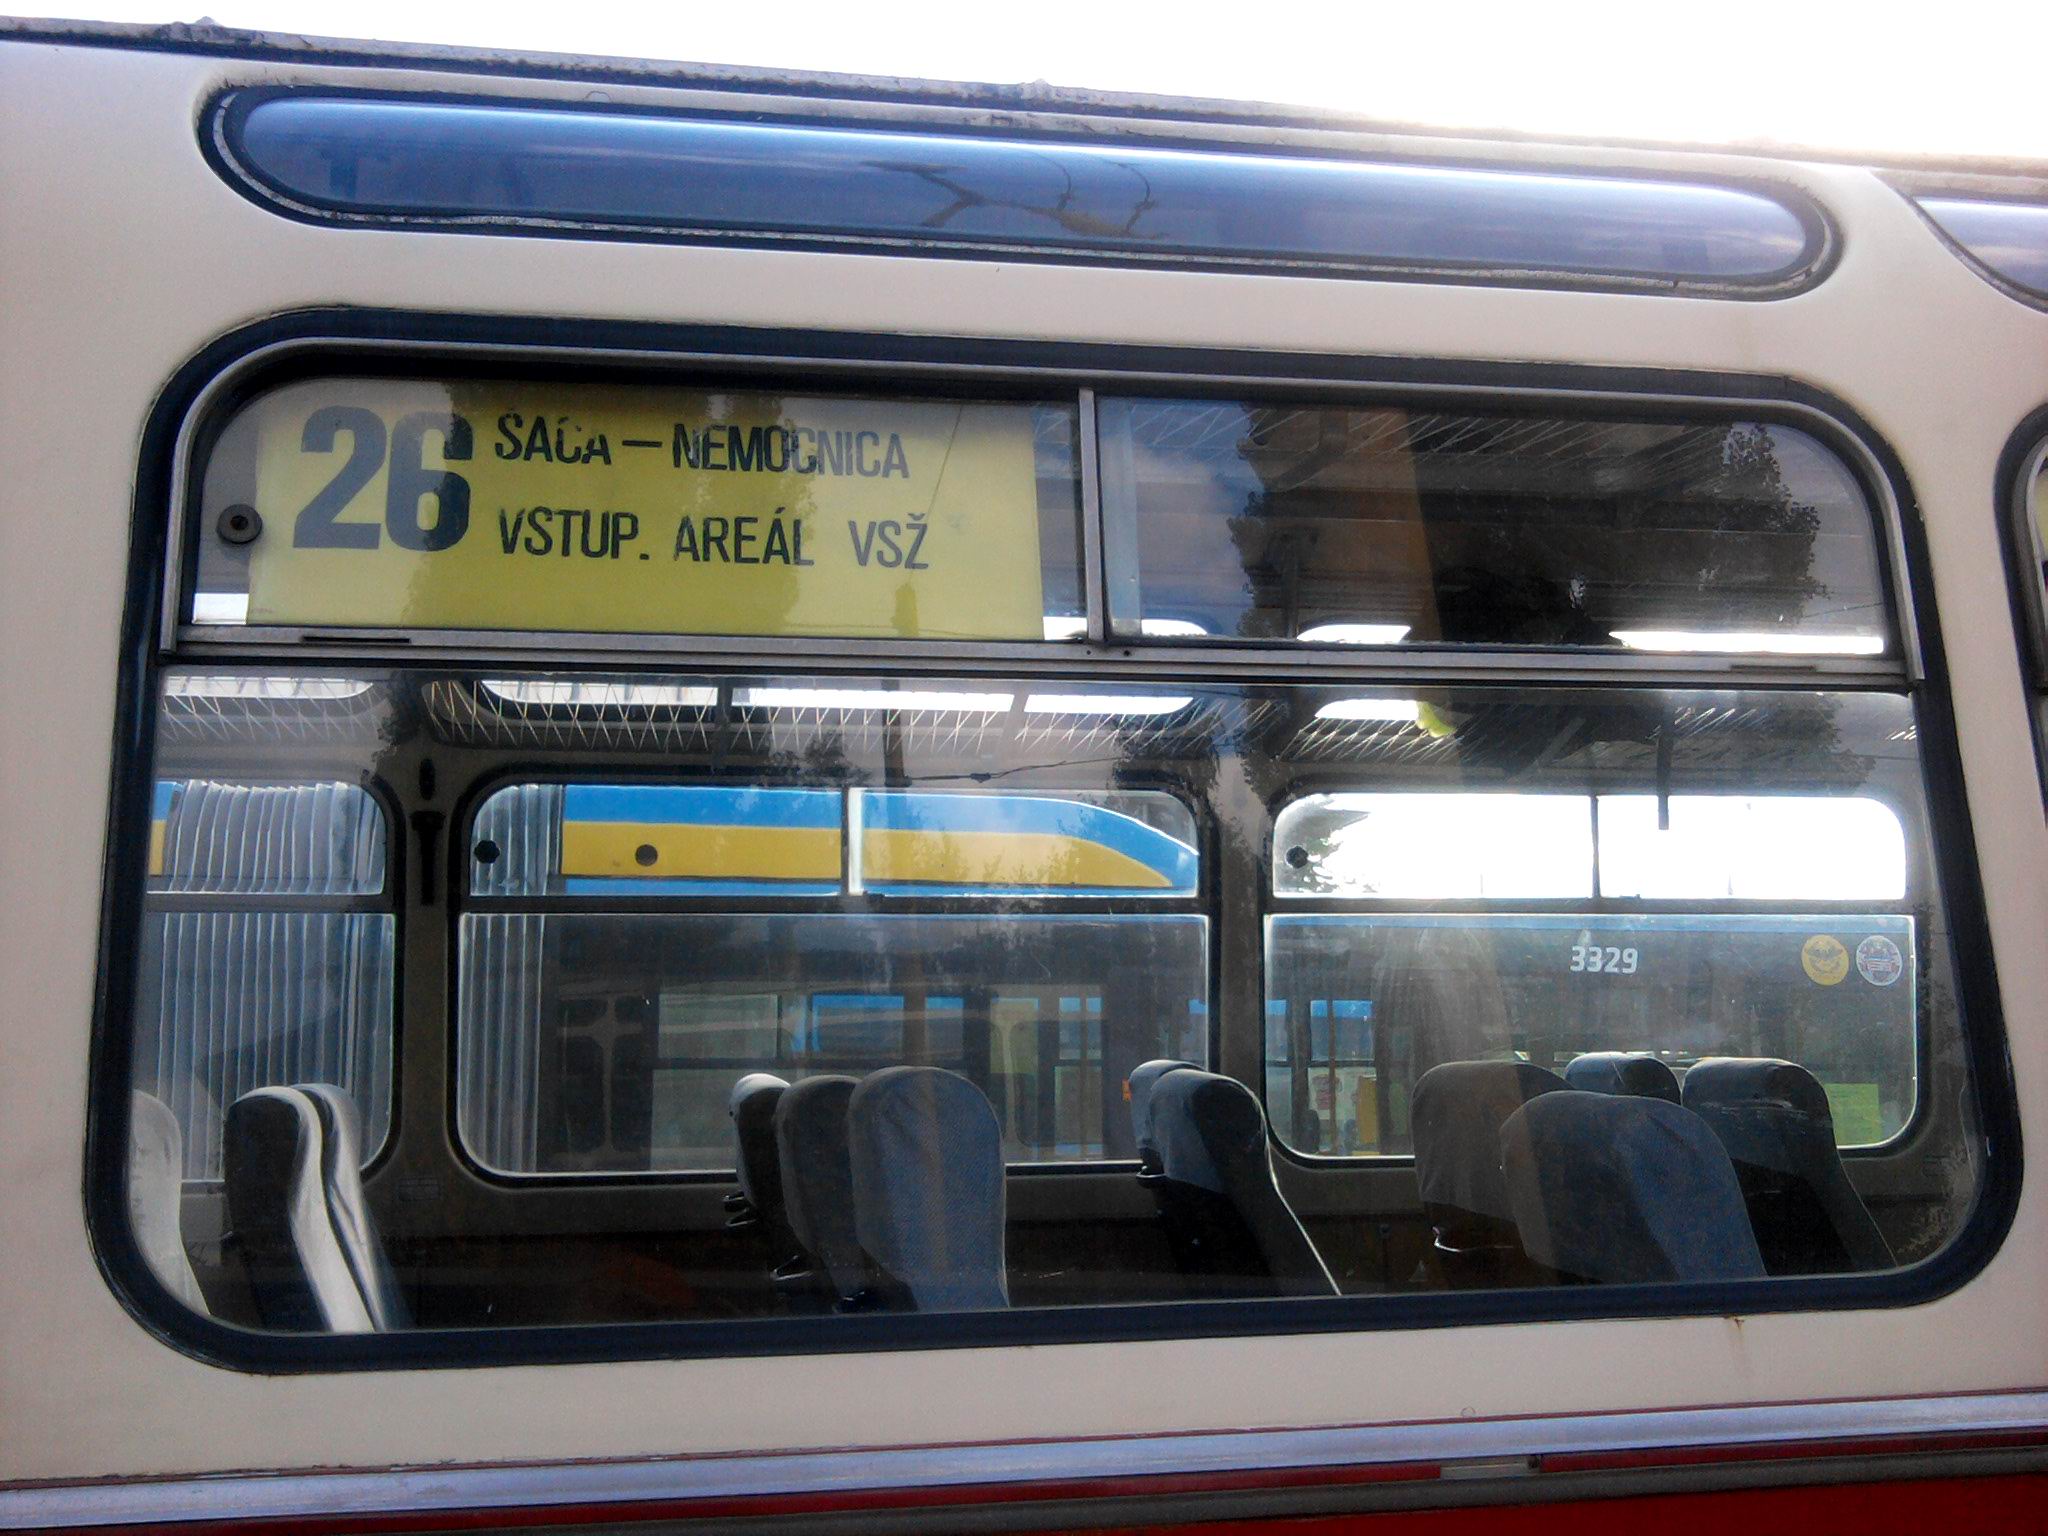 26 ŠACA – NEMOCNICA
VSTUP. AREÁL VSŽ
3329